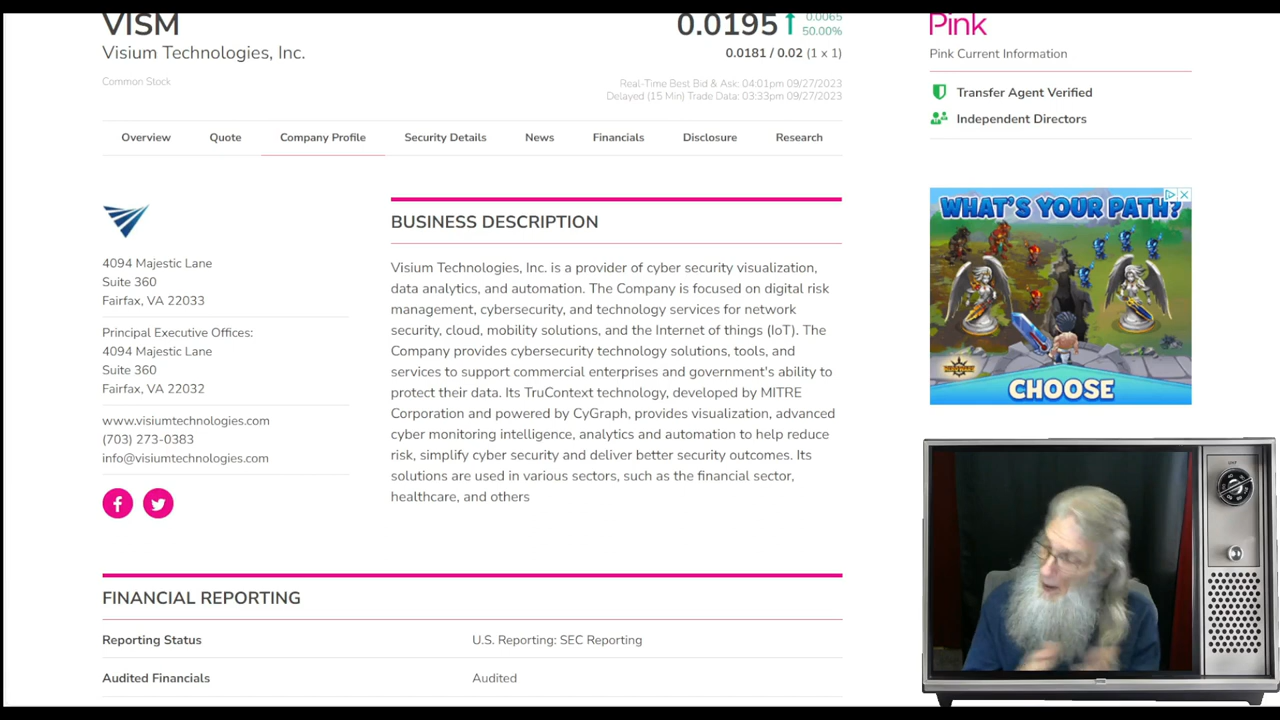 VISM
Visium Technologies, Inc.
Common Stock
0.0195
0.0065
50.00%
0.0181 / 0.02 (1 x 1)
Real-Time Best Bid & Ask: 04:01pm 09/27/2023
Delayed (15 Min) Trade Data: 03:33pm 09/27/2023
Pink
Pink Current Information
Transfer Agent Verified
Independent Directors
Overview
Quote
Company Profile
Security Details
News
Financials
Disclosure
Research
4094 Majestic Lane
Suite 360
Fairfax, VA 22033
Principal Executive Offices:
4094 Majestic Lane
Suite 360
Fairfax, VA 22032
www.visiumtechnologies.com
(703) 273-0383
info@visiumtechnologies.com
BUSINESS DESCRIPTION
Visium Technologies, Inc. is a provider of cyber security visualization,
data analytics, and automation. The Company is focused on digital risk
management, cybersecurity, and technology services for network
security, cloud, mobility solutions, and the Internet of things (IoT). The
Company provides cybersecurity technology solutions, tools, and
services to support commercial enterprises and government's ability to
protect their data. Its TruContext technology, developed by MITRE
Corporation and powered by CyGraph, provides visualization, advanced
cyber monitoring intelligence, analytics and automation to help reduce
risk, simplify cyber security and deliver better security outcomes. Its
solutions are used in various sectors, such as the financial sector,
healthcare, and others
WHAT'S YOUR PATH?
CHOOSE
FINANCIAL REPORTING
Reporting Status
U.S. Reporting: SEC Reporting
Audited Financials
Audited